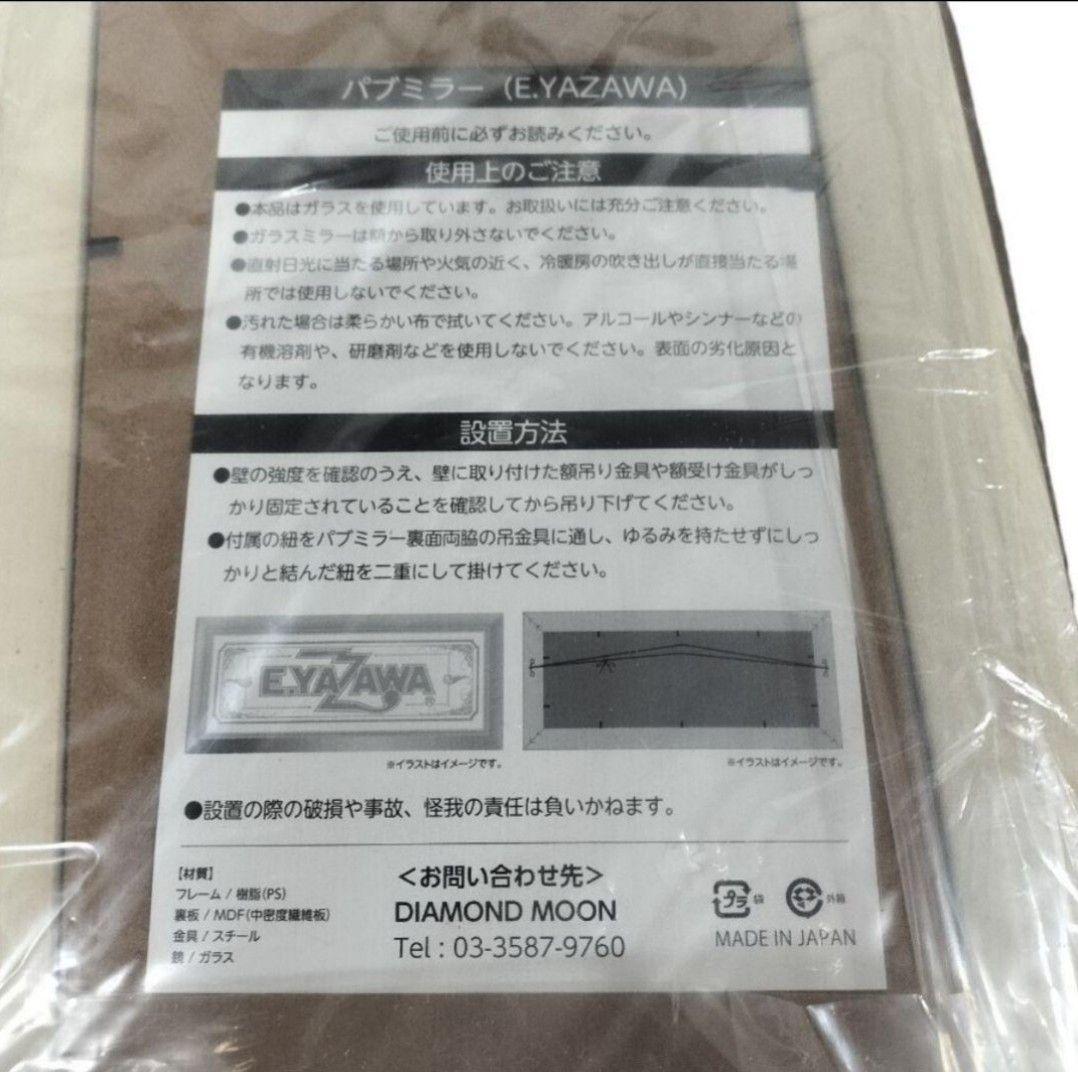 パブミラー（E.YAZAWA）
ご使用前に必ずお読みください。
使用上のご注意
●本品はガラスを使用しています。お取扱いには充分ご注意ください。
●ガラスミラーは額から取り外さないでください。
●直射日光に当たる場所や火気の近く、冷暖房の吹き出しが直接当たる場
所では使用しないでください。
●汚れた場合は柔らかい布で拭いてください。アルコールやシンナーなどの
有機溶剤や、研磨剤などを使用しないでください。表面の劣化原因と
なります。
設置方法
●壁の強度を確認のうえ、壁に取り付けた額吊り金具や額受け金具がしっ
かり固定されていることを確認してから吊り下げてください。
●付属の紐をパブミラー裏面両脇の吊金具に通し、ゆるみを持たせずにしっ
かりと結んだ紐を二重にして掛けてください。
E.YAZAWA®
※イラストはイメージです。
※イラストはイメージです。
●設置の際の破損や事故、怪我の責任は負いかねます。
【材質】
フレーム / 樹脂(PS)
裏板 / MDF(中密度繊維板)
金具 / スチール
鏡 / ガラス
＜お問い合わせ先＞
DIAMOND MOON
Tel : 03-3587-9760
プラ 袋 外箱
MADE IN JAPAN